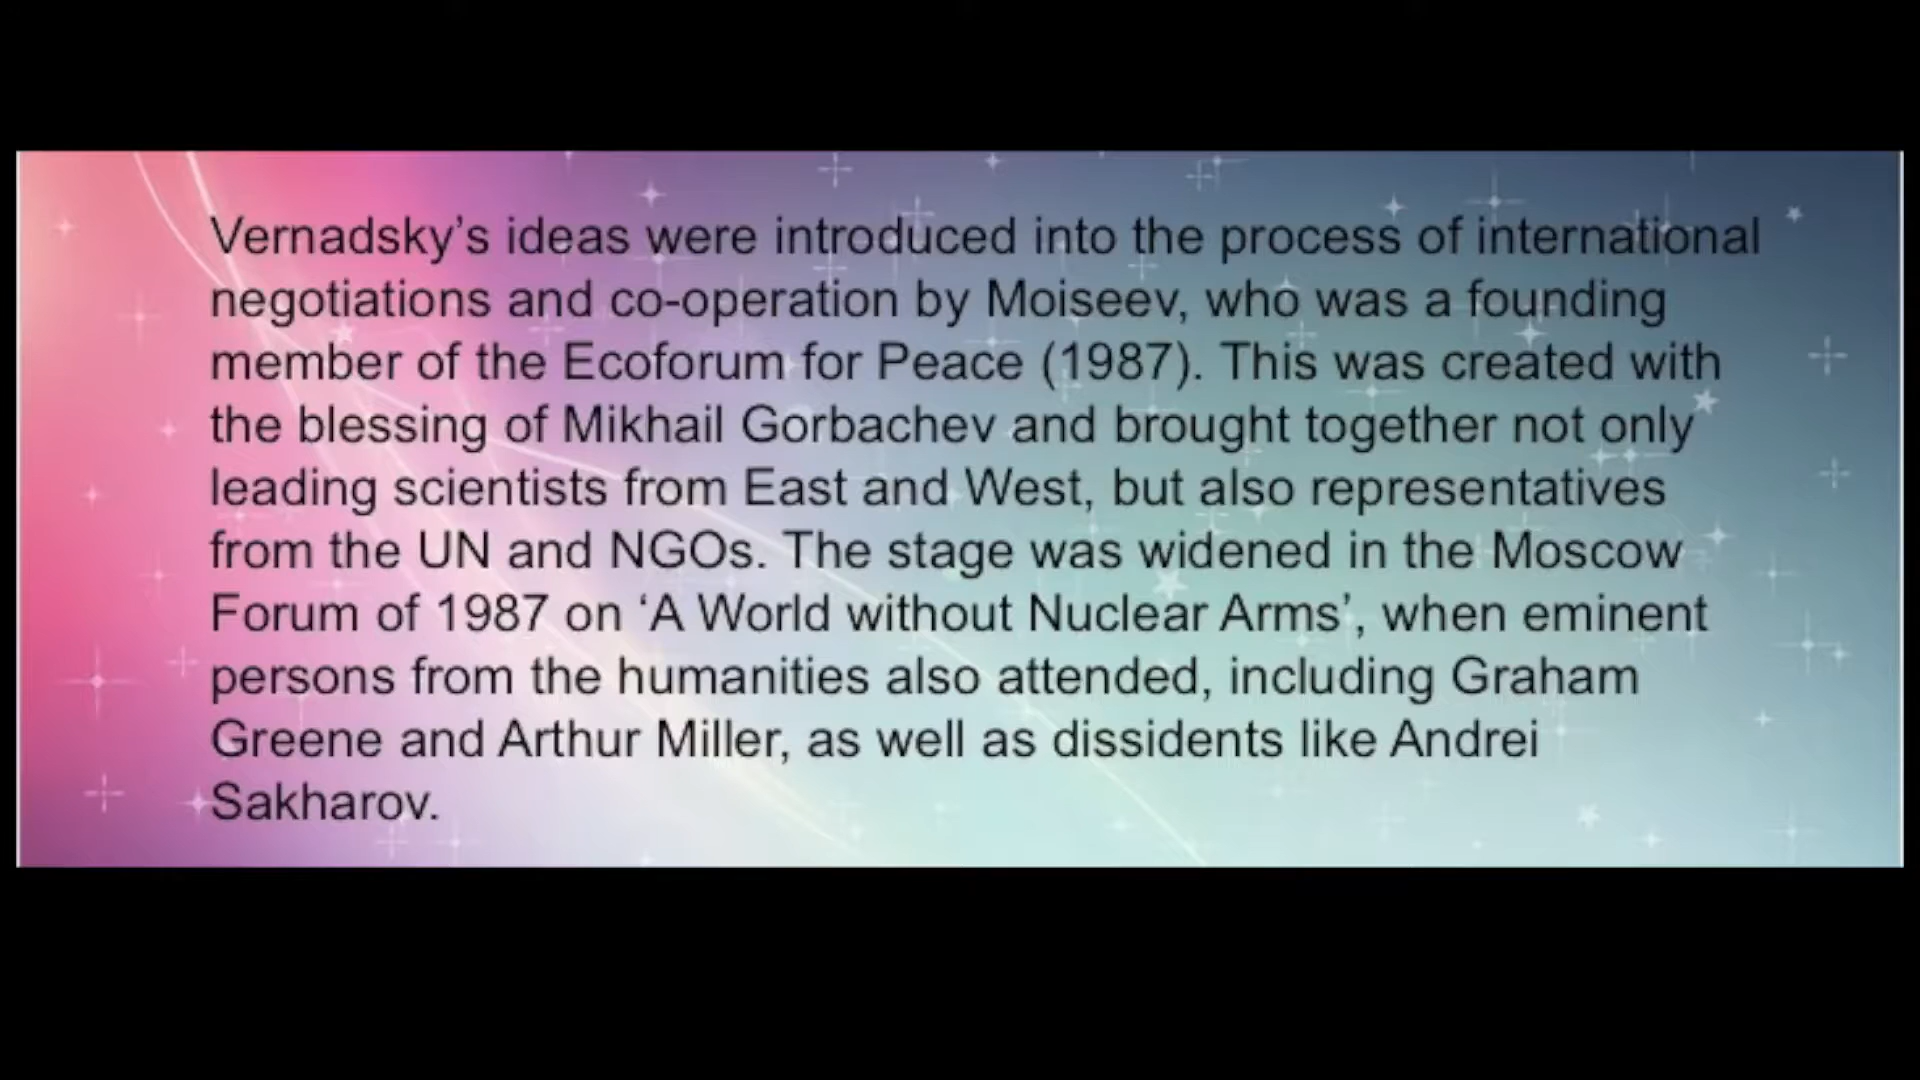 Vernadsky’s ideas were introduced into the process of international
negotiations and co-operation by Moiseev, who was a founding
member of the Ecoforum for Peace (1987). This was created with
the blessing of Mikhail Gorbachev and brought together not only
leading scientists from East and West, but also representatives
from the UN and NGOs. The stage was widened in the Moscow
Forum of 1987 on ‘A World without Nuclear Arms’, when eminent
persons from the humanities also attended, including Graham
Greene and Arthur Miller, as well as dissidents like Andrei
Sakharov.